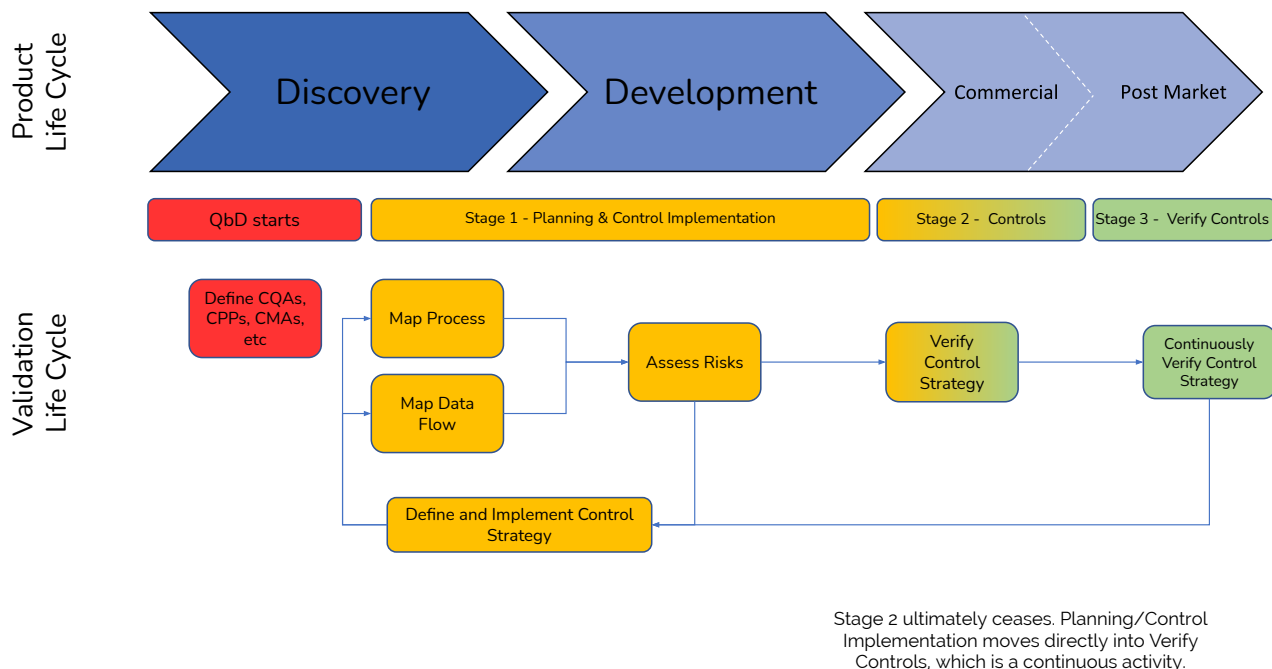 Product
Life Cycle
Discovery
Development
Commercial
Post Market
QbD starts
Stage 1 - Planning & Control Implementation
Stage 2 -  Controls
Stage 3 -  Verify Controls
Validation
Life Cycle
Define CQAs,
CPPs, CMAs,
etc
Map Process
Map Data
Flow
Assess Risks
Verify
Control
Strategy
Continuously
Verify Control
Strategy
Define and Implement Control
Strategy
Stage 2 ultimately ceases. Planning/Control
Implementation moves directly into Verify
Controls, which is a continuous activity.